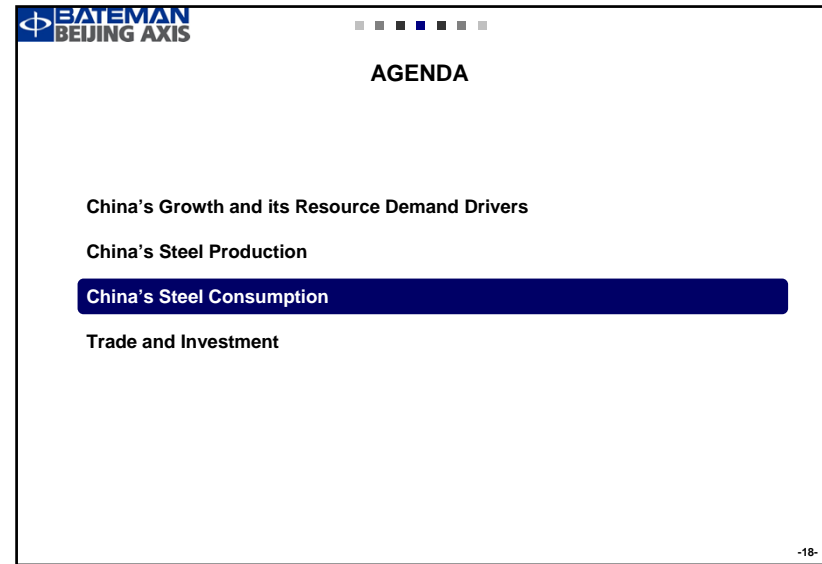 BATEMAN
BEIJING AXIS
AGENDA
China's Growth and its Resource Demand Drivers
China's Steel Production
China's Steel Consumption
Trade and Investment
-18-